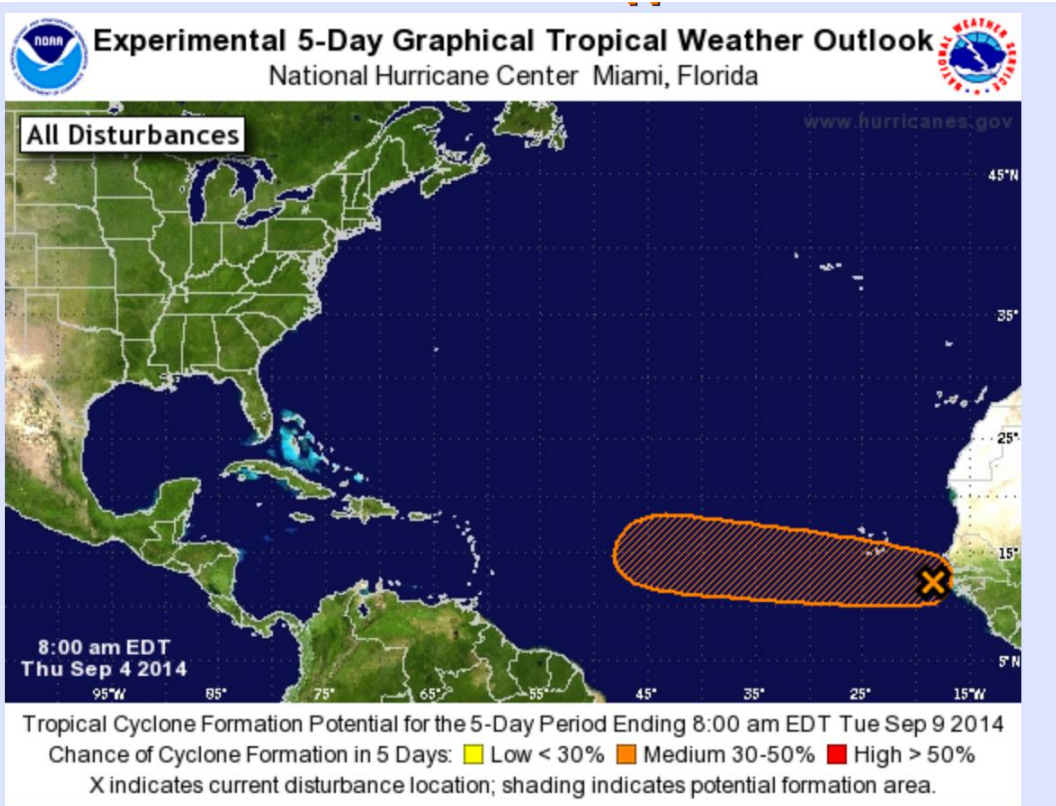 NOAA
Experimental 5-Day Graphical Tropical Weather Outlook
National Hurricane Center Miami, Florida
NATIONAL WEATHER SERVICE
All Disturbances
www.hurricanes.gov
45°N
35°
25°
15°
5°N
8:00 am EDT
Thu Sep 4 2014
95°W 85° 75° 65° 55° 45° 35° 25° 15°W
Tropical Cyclone Formation Potential for the 5-Day Period Ending 8:00 am EDT Tue Sep 9 2014
Chance of Cyclone Formation in 5 Days: Low < 30% Medium 30-50% High > 50%
X indicates current disturbance location; shading indicates potential formation area.